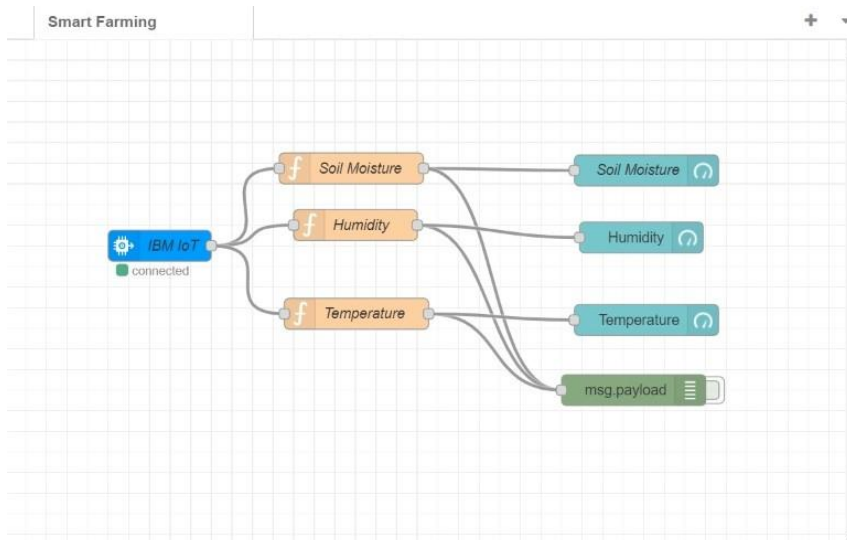 Smart Farming
Soil Moisture
Soil Moisture
Humidity
Humidity
IBM IoT
connected
Temperature
Temperature
msg.payload